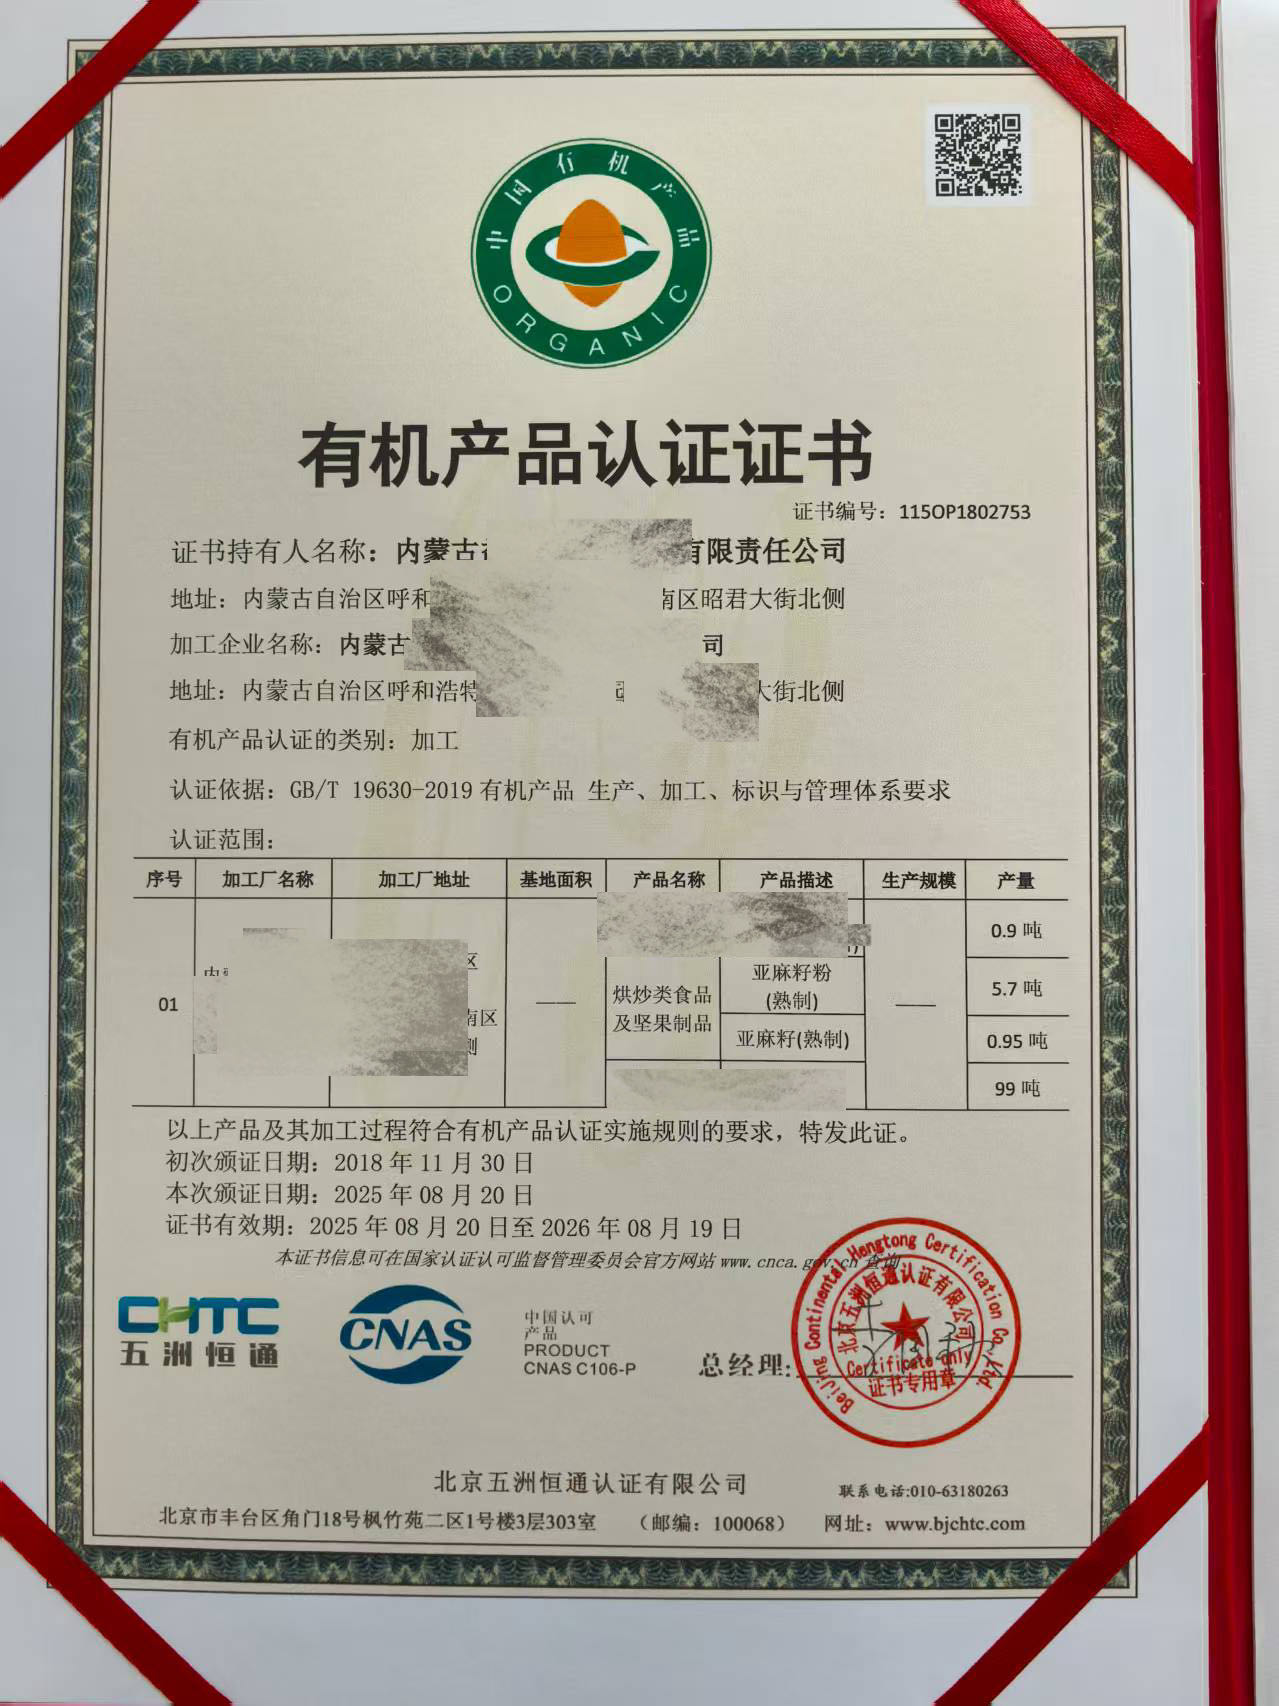 中国有机产品
ORGANIC
有机产品认证证书
证书编号：115OP1802753
证书持有人名称：内蒙古 有限责任公司
地址：内蒙古自治区呼和 南区昭君大街北侧
加工企业名称：内蒙古 司
地址：内蒙古自治区呼和浩特 大街北侧
有机产品认证的类别：加工
认证依据：GB/T 19630-2019 有机产品 生产、加工、标识与管理体系要求
认证范围：
序号 加工厂名称 加工厂地址 基地面积 产品名称 产品描述 生产规模 产量
0.9 吨
区
01 —— 烘炒类食品及坚果制品 亚麻籽粉(熟制) —— 5.7 吨
南区
亚麻籽(熟制) 0.95 吨
99 吨
以上产品及其加工过程符合有机产品认证实施规则的要求，特发此证。
初次颁证日期：2018 年 11 月 30 日
本次颁证日期：2025 年 08 月 20 日
证书有效期：2025 年 08 月 20 日至 2026 年 08 月 19 日
本证书信息可在国家认证认可监督管理委员会官方网站 www.cnca.gov.cn 查询
CHTC
五洲恒通
CNAS
中国认可
产品
PRODUCT
CNAS C106-P
总经理：
Beijing Continental Hengtong Certification Co., Ltd.
北京五洲恒通认证有限公司
Certificate only
证书专用章
北京五洲恒通认证有限公司
联系电话:010-63180263
北京市丰台区角门18号枫竹苑二区1号楼3层303室 （邮编：100068） 网址：www.bjchtc.com